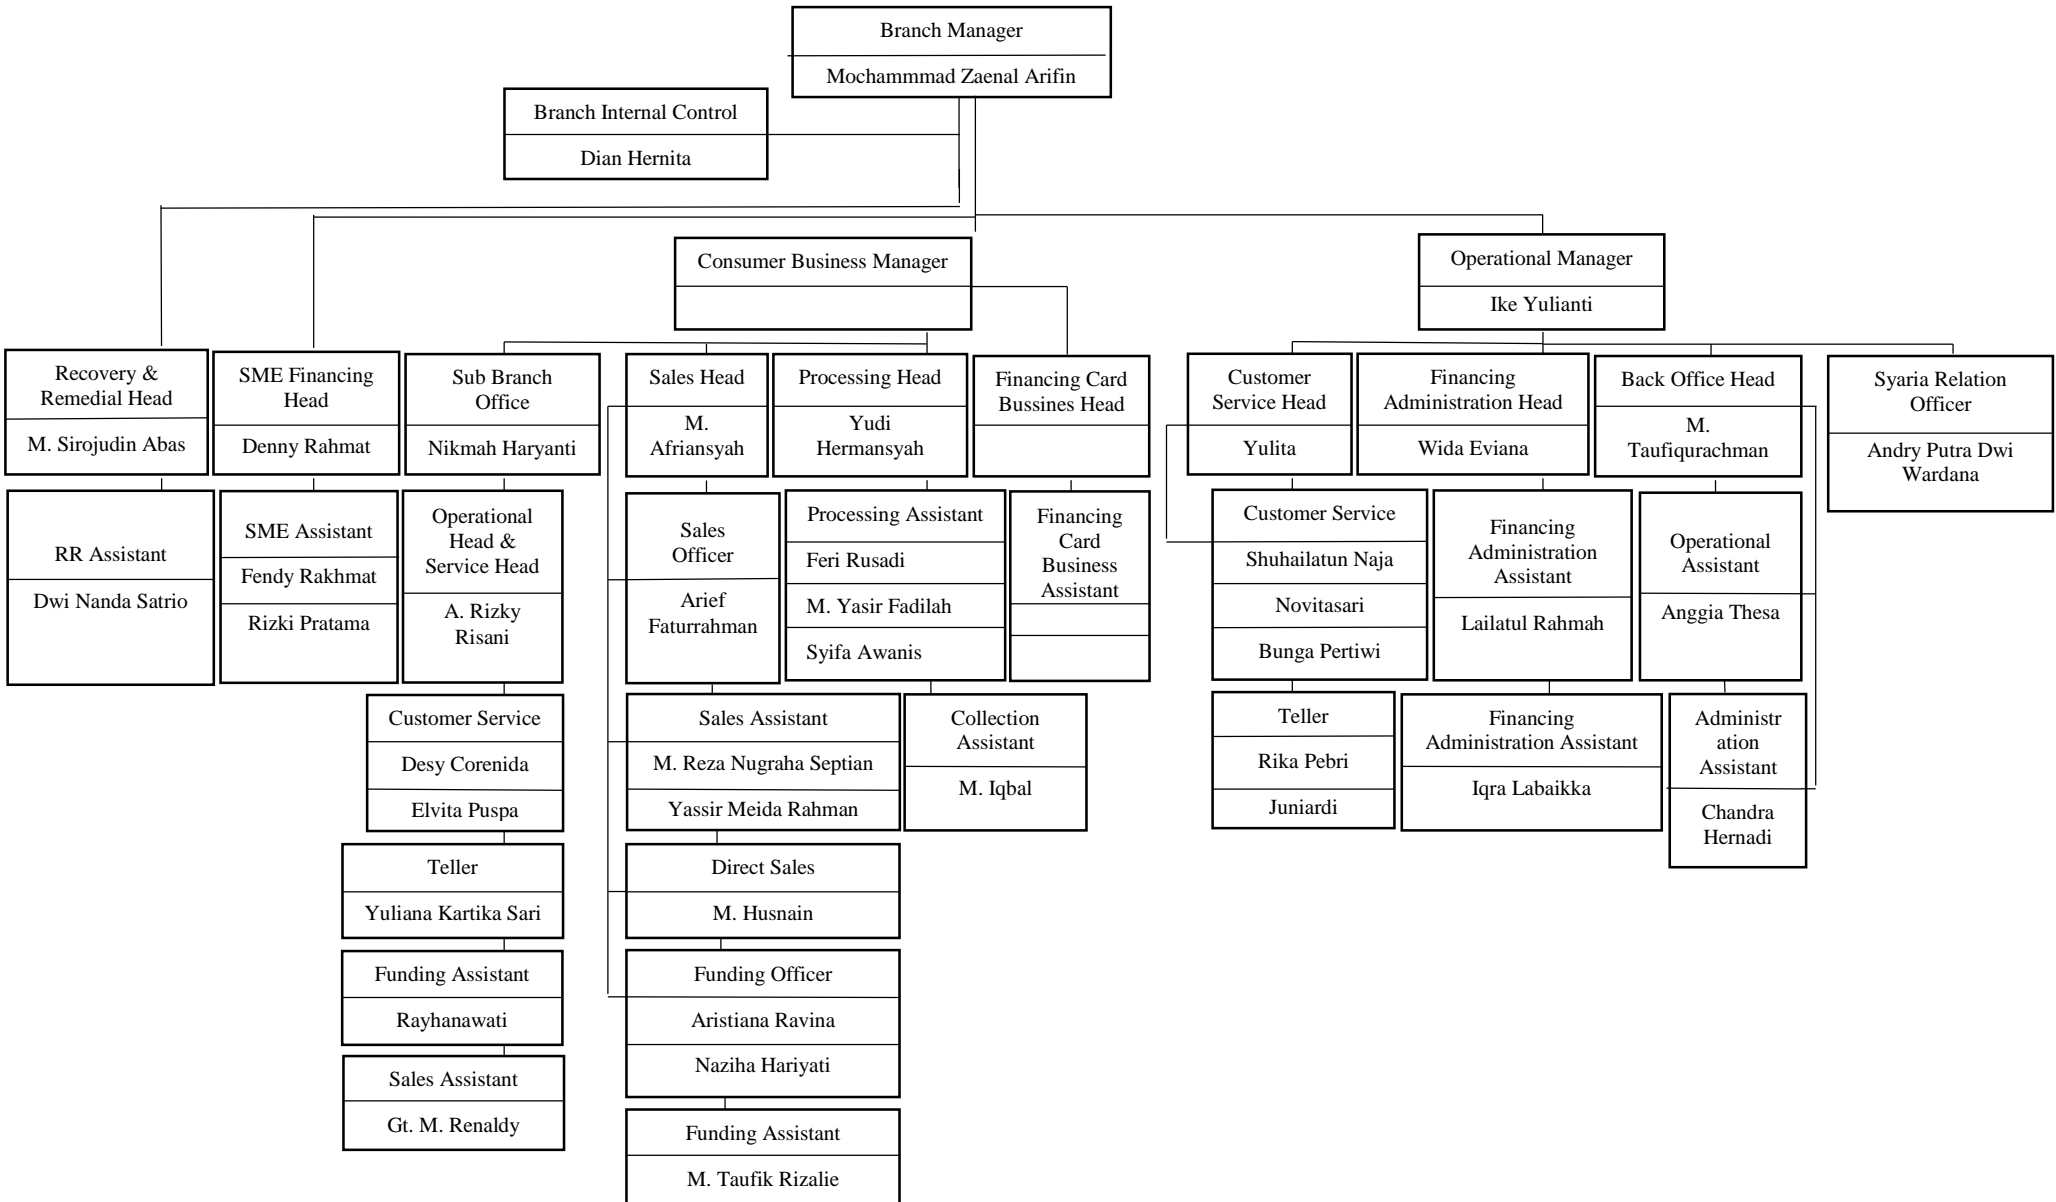 Branch Manager
Mochammmad Zaenal Arifin
Branch Internal Control
Dian Hernita
Consumer Business Manager
Operational Manager
Ike Yulianti
Recovery &
Remedial Head
M. Sirojudin Abas
SME Financing
Head
Denny Rahmat
Sub Branch
Office
Nikmah Haryanti
Sales Head
M.
Afriansyah
Processing Head
Yudi
Hermansyah
Financing Card
Bussines Head
Customer
Service Head
Yulita
Financing
Administration Head
Wida Eviana
Back Office Head
M.
Taufiqurachman
Syaria Relation
Officer
Andry Putra Dwi
Wardana
RR Assistant
Dwi Nanda Satrio
SME Assistant
Fendy Rakhmat
Rizki Pratama
Operational
Head &
Service Head
A. Rizky
Risani
Sales
Officer
Arief
Faturrahman
Processing Assistant
Feri Rusadi
M. Yasir Fadilah
Syifa Awanis
Financing
Card
Business
Assistant
Customer Service
Shuhailatun Naja
Novitasari
Bunga Pertiwi
Financing
Administration
Assistant
Lailatul Rahmah
Operational
Assistant
Anggia Thesa
Customer Service
Desy Corenida
Elvita Puspa
Sales Assistant
M. Reza Nugraha Septian
Yassir Meida Rahman
Collection
Assistant
M. Iqbal
Teller
Rika Pebri
Juniardi
Financing
Administration Assistant
Iqra Labaikka
Administr
ation
Assistant
Chandra
Hernadi
Teller
Yuliana Kartika Sari
Direct Sales
M. Husnain
Funding Assistant
Rayhanawati
Funding Officer
Aristiana Ravina
Naziha Hariyati
Sales Assistant
Gt. M. Renaldy
Funding Assistant
M. Taufik Rizalie